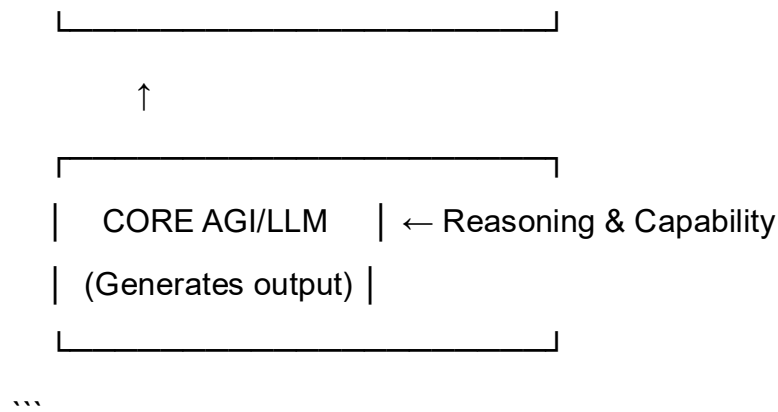 └─────────────────────┘
↑
┌─────────────────────┐
│ CORE AGI/LLM │ ← Reasoning & Capability
│ (Generates output) │
└─────────────────────┘
```